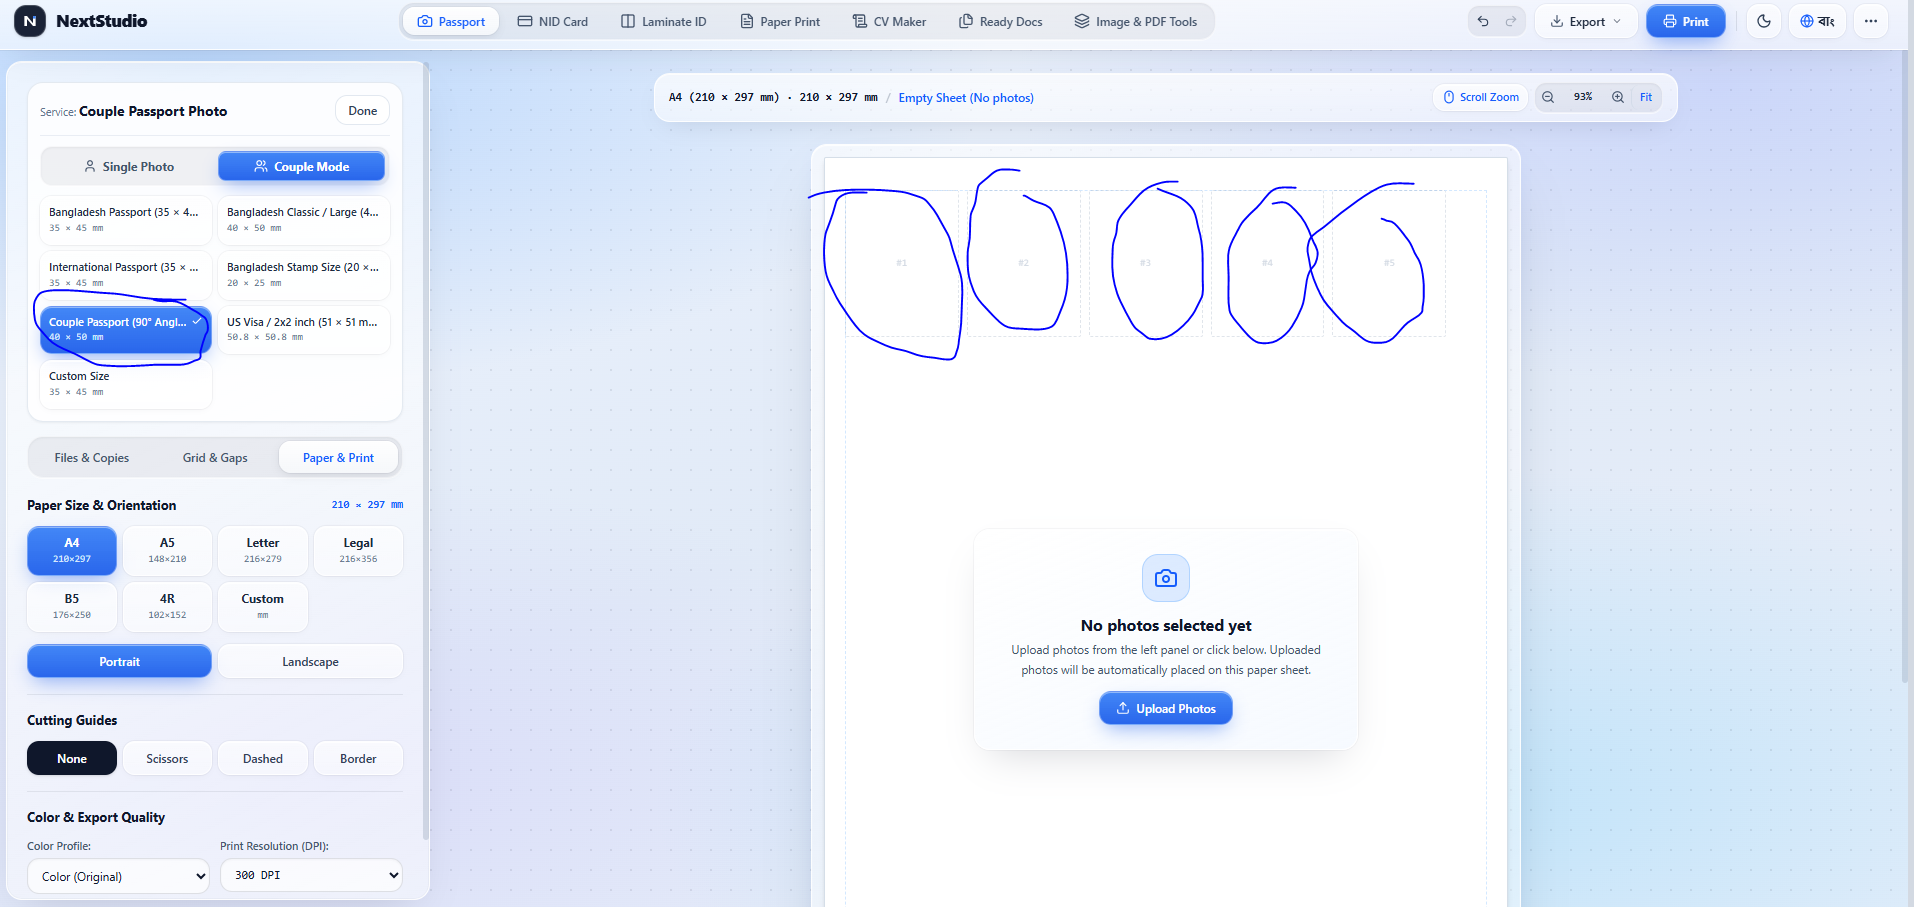 N NextStudio
Passport
NID Card
Laminate ID
Paper Print
CV Maker
Ready Docs
Image & PDF Tools
Export
Print
বাং
Service: Couple Passport Photo
Done
Single Photo
Couple Mode
Bangladesh Passport (35 × 4...
35 × 45 mm
Bangladesh Classic / Large (4...
40 × 50 mm
International Passport (35 × ...
35 × 45 mm
Bangladesh Stamp Size (20 ×...
20 × 25 mm
Couple Passport (90° Angl...
40 × 50 mm
US Visa / 2x2 inch (51 × 51 m...
50.8 × 50.8 mm
Custom Size
35 × 45 mm
Files & Copies
Grid & Gaps
Paper & Print
Paper Size & Orientation
210 × 297 mm
A4
210×297
A5
148×210
Letter
216×279
Legal
216×356
B5
176×250
4R
102×152
Custom
mm
Portrait
Landscape
Cutting Guides
None
Scissors
Dashed
Border
Color & Export Quality
Color Profile:
Print Resolution (DPI):
Color (Original)
300 DPI
A4 (210 × 297 mm) · 210 × 297 mm / Empty Sheet (No photos)
Scroll Zoom
93%
Fit
#1
#2
#3
#4
#5
No photos selected yet
Upload photos from the left panel or click below. Uploaded
photos will be automatically placed on this paper sheet.
Upload Photos